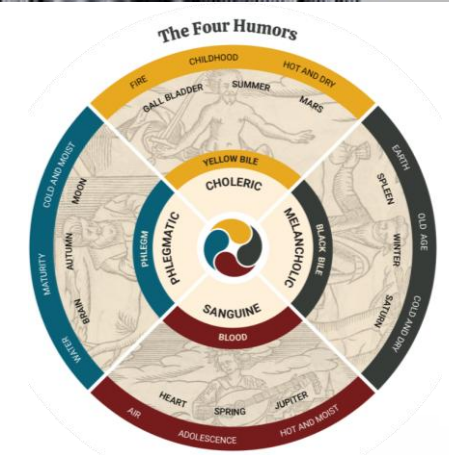 The Four Humors
FIRE
CHILDHOOD
HOT AND DRY
GALL BLADDER
SUMMER
MARS
YELLOW BILE
CHOLERIC
EARTH
OLD AGE
COLD AND DRY
SPLEEN
WINTER
SATURN
BLACK BILE
MELANCHOLIC
SANGUINE
BLOOD
HEART
SPRING
JUPITER
AIR
ADOLESCENCE
HOT AND MOIST
COLD AND MOIST
MATURITY
WATER
MOON
AUTUMN
BRAIN
PHLEGM
PHLEGMATIC